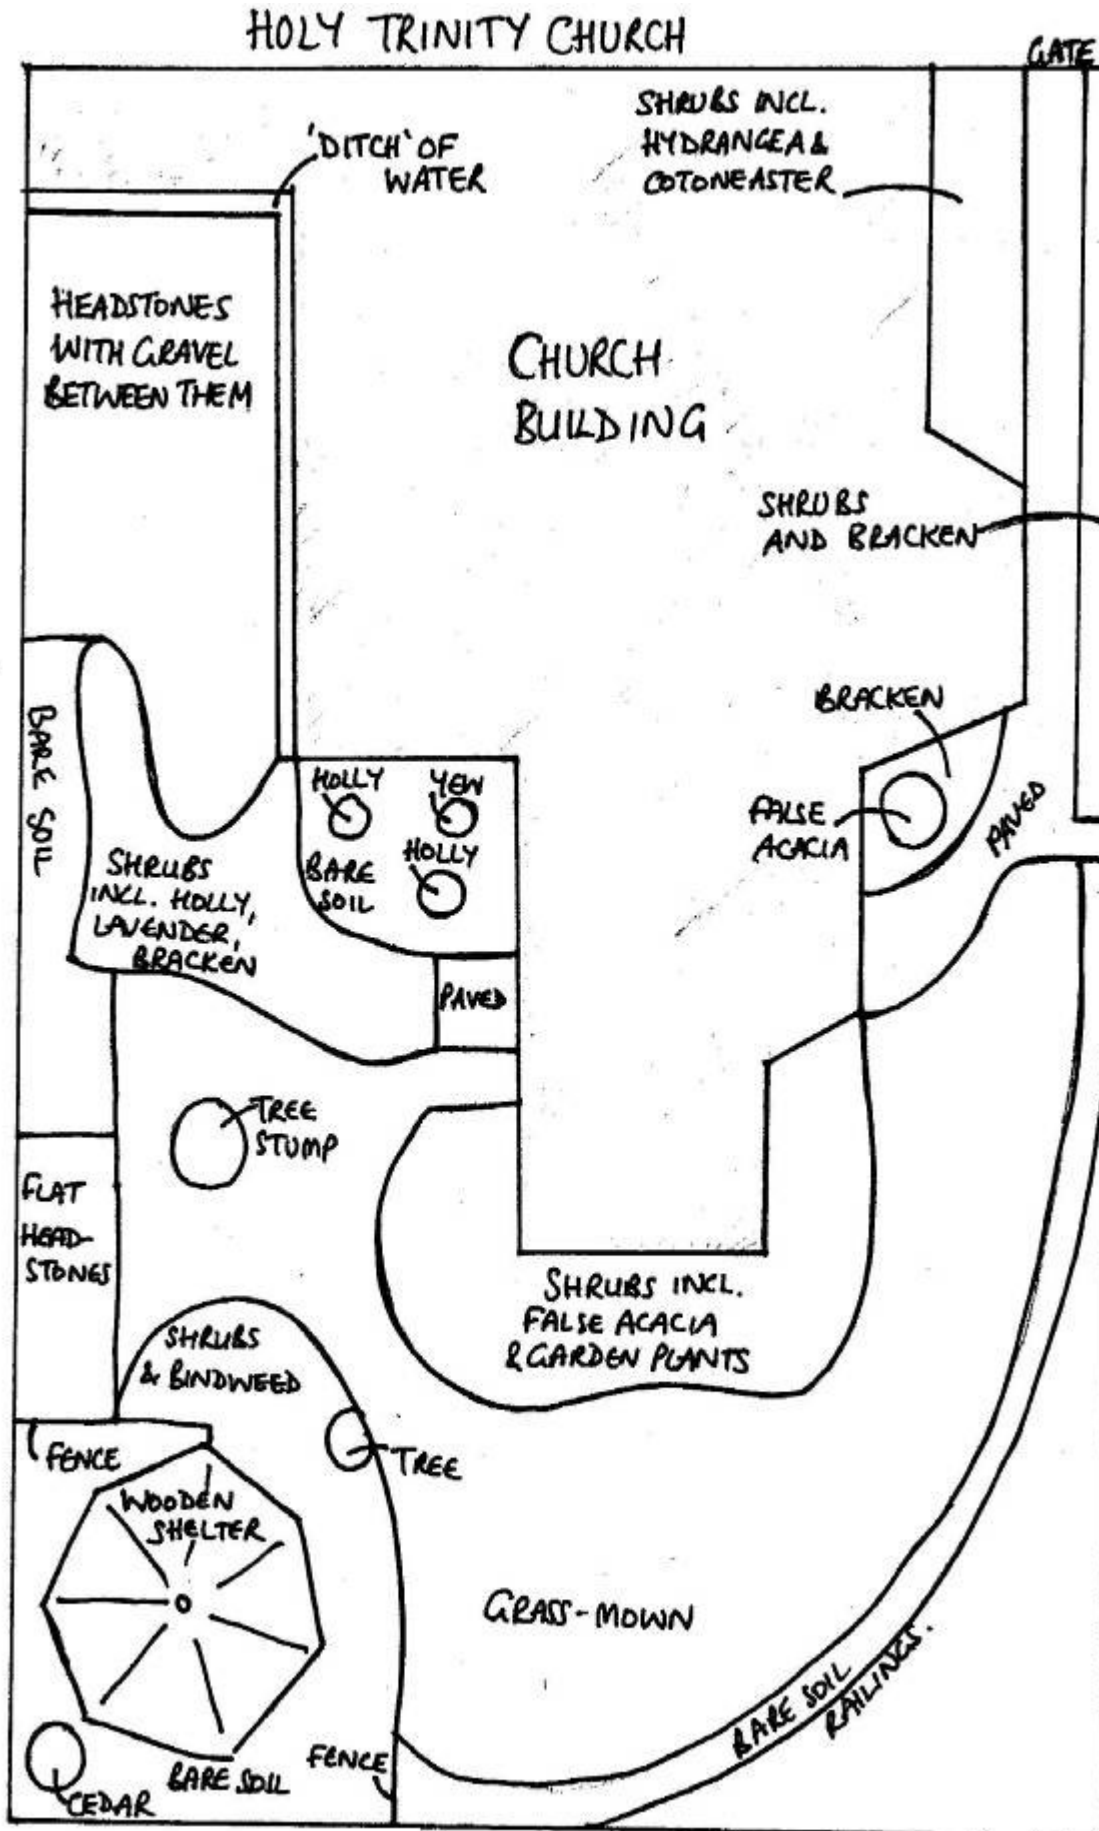 HOLY TRINITY CHURCH
GATE
'DITCH' OF
WATER
SHRUBS INCL.
HYDRANGEA &
COTONEASTER
HEADSTONES
WITH GRAVEL
BETWEEN THEM
CHURCH
BUILDING
SHRUBS
AND BRACKEN
BARE SOIL
BRACKEN
HOLLY
YEW
HOLLY
BARE
SOIL
FALSE
ACACIA
PAVED
SHRUBS
INCL. HOLLY,
LAVENDER,
BRACKEN
PAVED
TREE
STUMP
FLAT
HEAD-
STONES
SHRUBS INCL.
FALSE ACACIA
& GARDEN PLANTS
SHRUBS
& BINDWEED
FENCE
TREE
WOODEN
SHELTER
GRASS-MOWN
BARE SOIL
RAILINGS.
FENCE
BARE SOIL
CEDAR